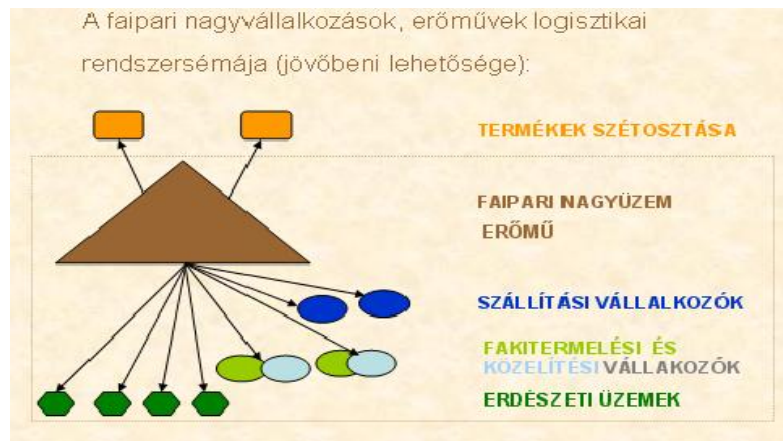 A faipari nagyvállalkozások, erőművek logisztikai
rendszersémája (jövőbeni lehetősége):
TERMÉKEK SZÉTOSZTÁSA
FAIPARI NAGYÜZEM
ERŐMŰ
SZÁLLÍTÁSI VÁLLALKOZÓK
FAKITERMELÉSI ÉS
KÖZELÍTÉSI VÁLLAKOZÓK
ERDÉSZETI ÜZEMEK